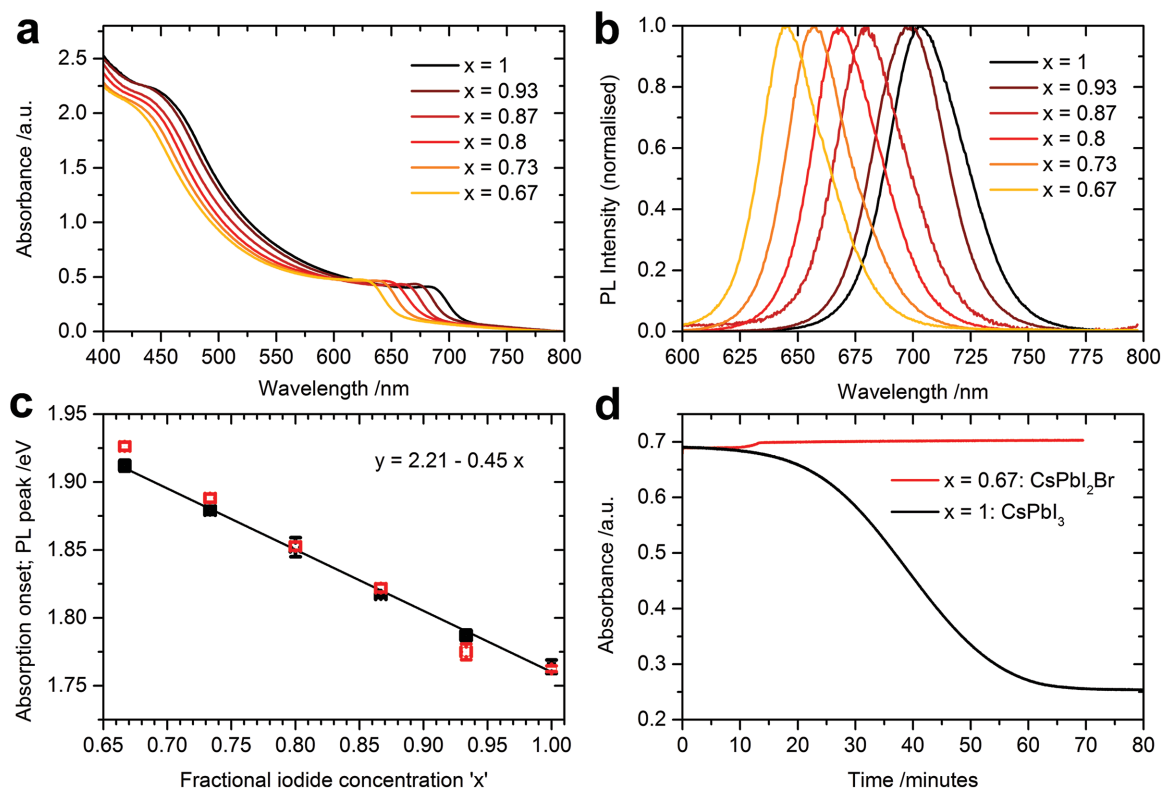 a
2.5
2.0
1.5
1.0
0.5
0.0
400 450 500 550 600 650 700 750 800
Absorbance /a.u.
Wavelength /nm
x = 1
x = 0.93
x = 0.87
x = 0.8
x = 0.73
x = 0.67
b
1.0
0.8
0.6
0.4
0.2
0.0
600 625 650 675 700 725 750 775 800
PL Intensity (normalised)
Wavelength /nm
x = 1
x = 0.93
x = 0.87
x = 0.8
x = 0.73
x = 0.67
c
1.95
1.90
1.85
1.80
1.75
0.65 0.70 0.75 0.80 0.85 0.90 0.95 1.00
Absorption onset; PL peak /eV
Fractional iodide concentration 'x'
y = 2.21 - 0.45 x
d
0.7
0.6
0.5
0.4
0.3
0.2
0 10 20 30 40 50 60 70 80
Absorbance /a.u.
Time /minutes
x = 0.67: CsPbI₂Br
x = 1: CsPbI₃